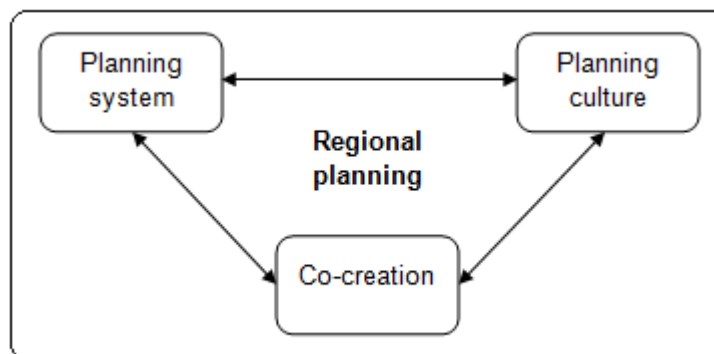 Planning
system
Planning
culture
Regional
planning
Co-creation